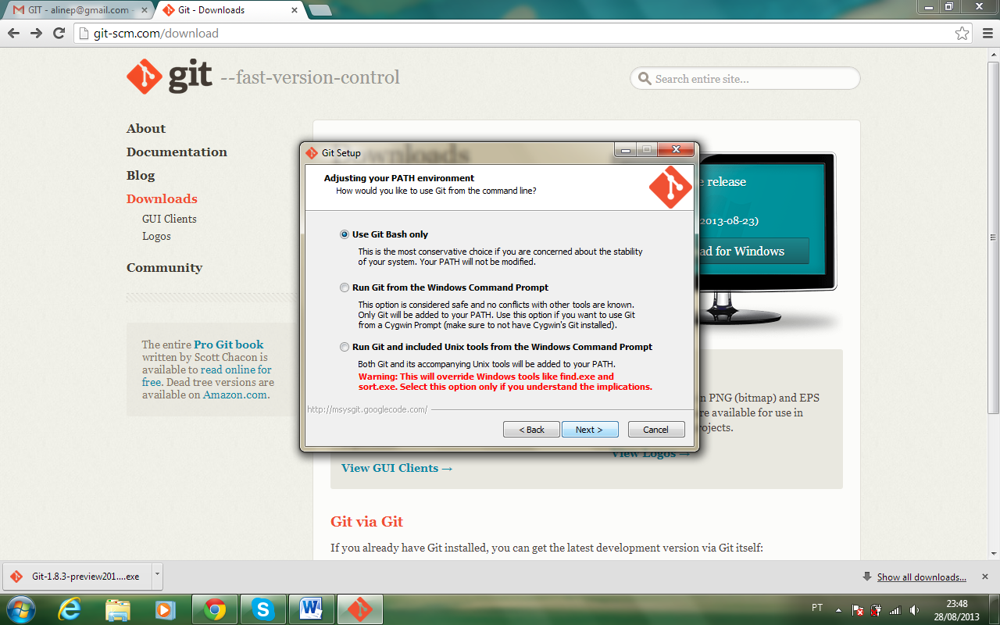 GIT - alinep@gmail.com -
Git - Downloads
git-scm.com/download
git --fast-version-control
Search entire site...
About
Documentation
Blog
Downloads
GUI Clients
Logos
Community
The entire Pro Git book
written by Scott Chacon is
available to read online for
free. Dead tree versions are
available on Amazon.com.
Downloads
e release
2013-08-23)
ad for Windows
Git Setup
Adjusting your PATH environment
How would you like to use Git from the command line?
Use Git Bash only
This is the most conservative choice if you are concerned about the stability
of your system. Your PATH will not be modified.
Run Git from the Windows Command Prompt
This option is considered safe and no conflicts with other tools are known.
Only Git will be added to your PATH. Use this option if you want to use Git
from a Cygwin Prompt (make sure to not have Cygwin's Git installed).
Run Git and included Unix tools from the Windows Command Prompt
Both Git and its accompanying Unix tools will be added to your PATH.
Warning: This will override Windows tools like find.exe and
sort.exe. Select this option only if you understand the implications.
http://msysgit.googlecode.com/
< Back
Next >
Cancel
n PNG (bitmap) and EPS
re available for use in
ojects.
View Logos →
View GUI Clients →
Git via Git
If you already have Git installed, you can get the latest development version via Git itself:
Git-1.8.3-preview201....exe
Show all downloads...
PT
23:48
28/08/2013